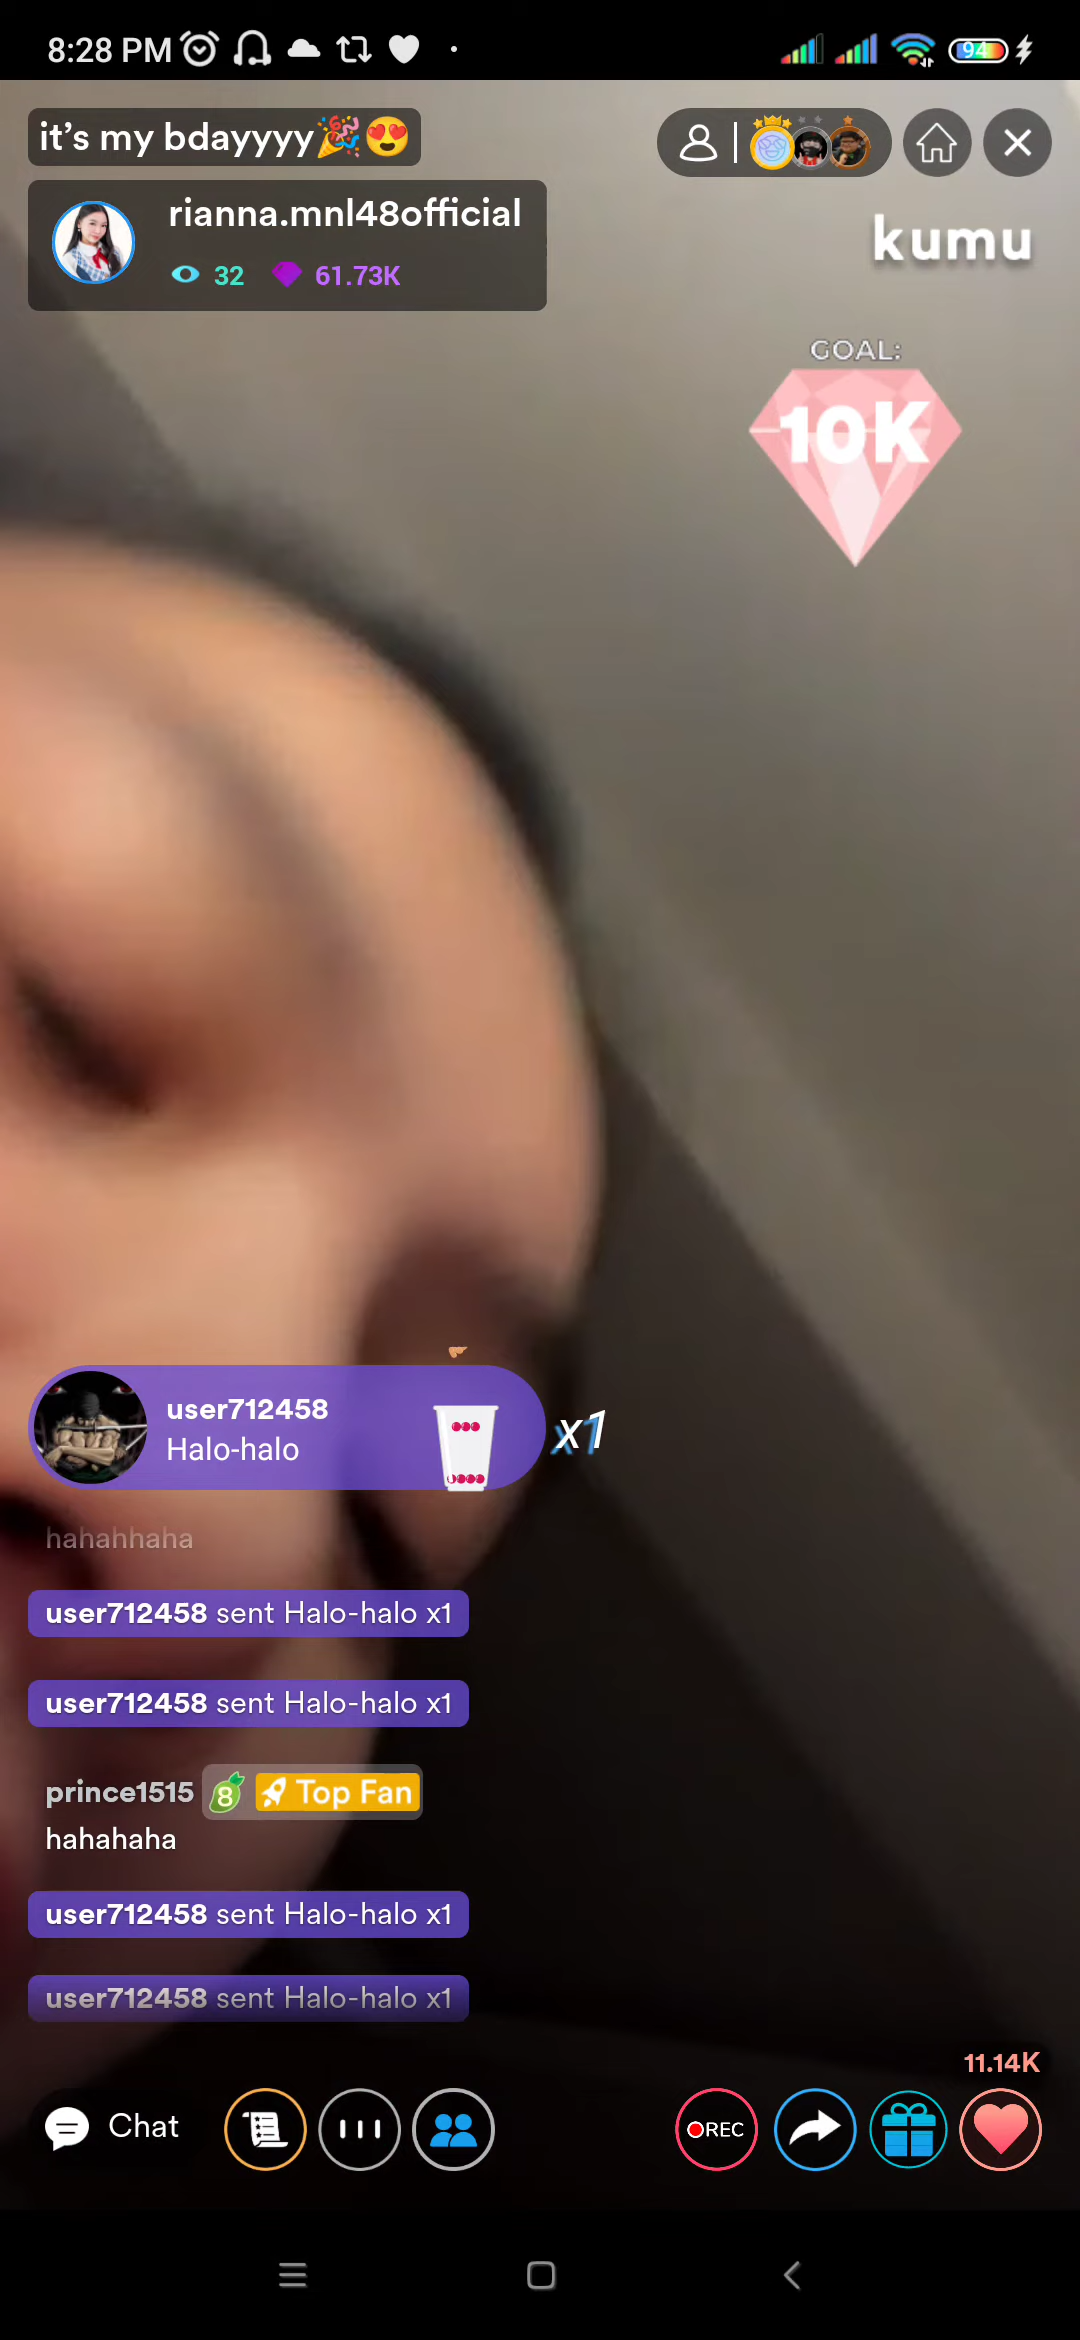 8:28 PM
94
it's my bdayyyy🎉😍
rianna.mnl48official
32 61.73K
kumu
GOAL:
10K
user712458
Halo-halo
x1
hahahhaha
user712458 sent Halo-halo x1
user712458 sent Halo-halo x1
prince1515 8 Top Fan
hahahaha
user712458 sent Halo-halo x1
user712458 sent Halo-halo x1
11.14K
Chat
REC